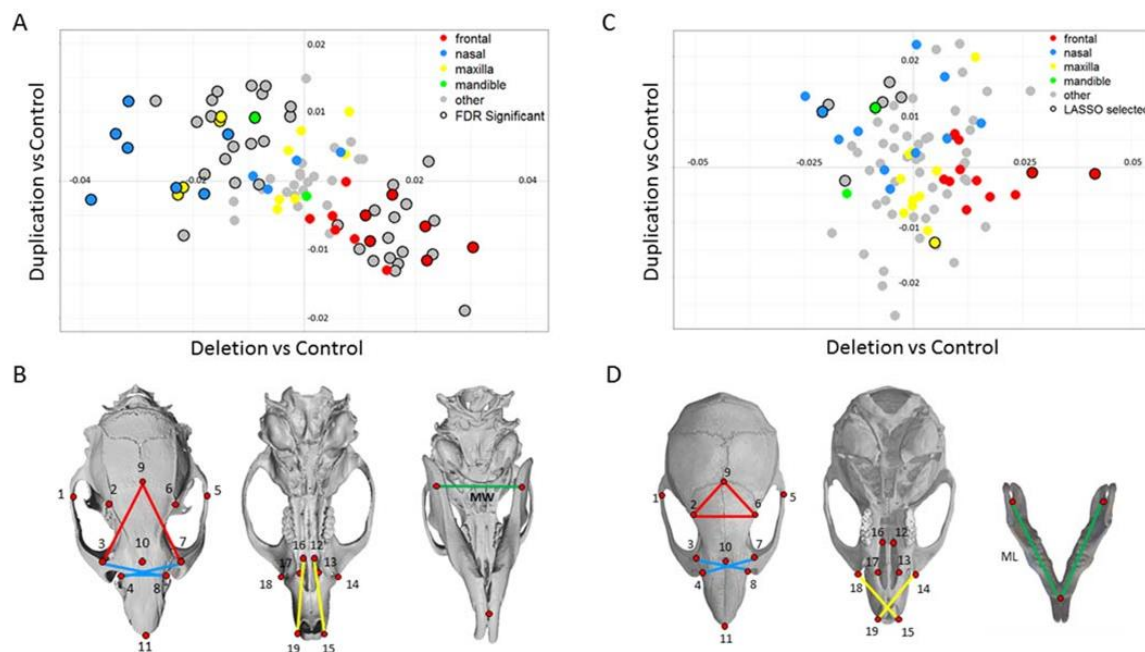 A
0.02
frontal
nasal
maxilla
mandible
other
FDR Significant
0.01
-0.04
-0.02
0.02
0.04
-0.01
-0.02
Duplication vs Control
Deletion vs Control
C
frontal
nasal
maxilla
mandible
other
LASSO selected
0.02
0.01
-0.05
-0.025
0.025
0.05
-0.01
-0.02
Duplication vs Control
Deletion vs Control
B
9
1
2
6
5
3
10
7
4
8
11
16
12
17
13
18
14
19
15
MW
D
9
1
2
6
5
3
10
7
4
8
11
16
12
17
13
18
14
19
15
ML